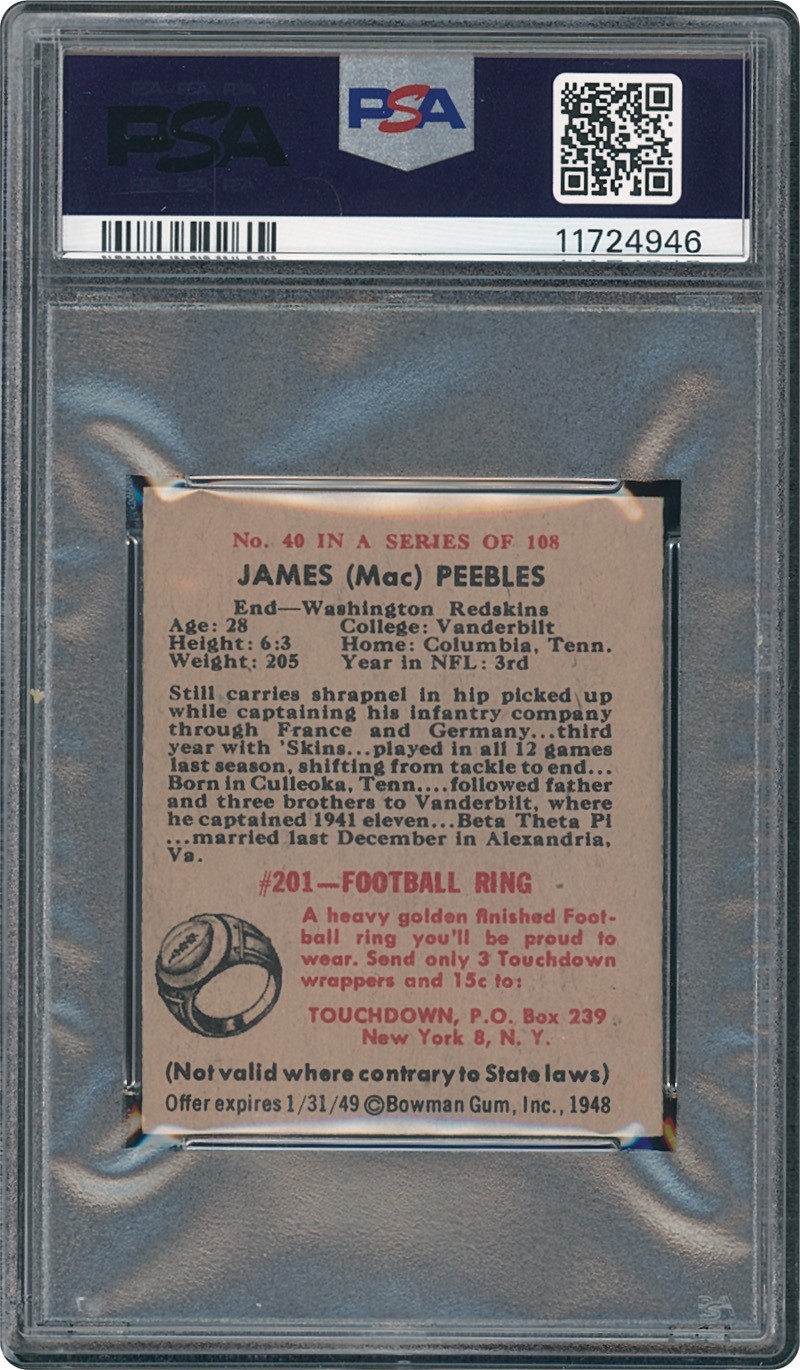 PSA
PSA
11724946
No. 40 IN A SERIES OF 108
JAMES (Mac) PEEBLES
End—Washington Redskins
Age: 28 College: Vanderbilt
Height: 6:3 Home: Columbia, Tenn.
Weight: 205 Year in NFL: 3rd
Still carries shrapnel in hip picked up
while captaining his infantry company
through France and Germany...third
year with 'Skins...played in all 12 games
last season, shifting from tackle to end...
Born in Culleoka, Tenn....followed father
and three brothers to Vanderbilt, where
he captained 1941 eleven...Beta Theta Pi
...married last December in Alexandria,
Va.
#201—FOOTBALL RING
A heavy golden finished Foot-
ball ring you'll be proud to
wear. Send only 3 Touchdown
wrappers and 15c to:
TOUCHDOWN, P.O. Box 239
New York 8, N. Y.
(Not valid where contrary to State laws)
Offer expires 1/31/49 ©Bowman Gum, Inc., 1948